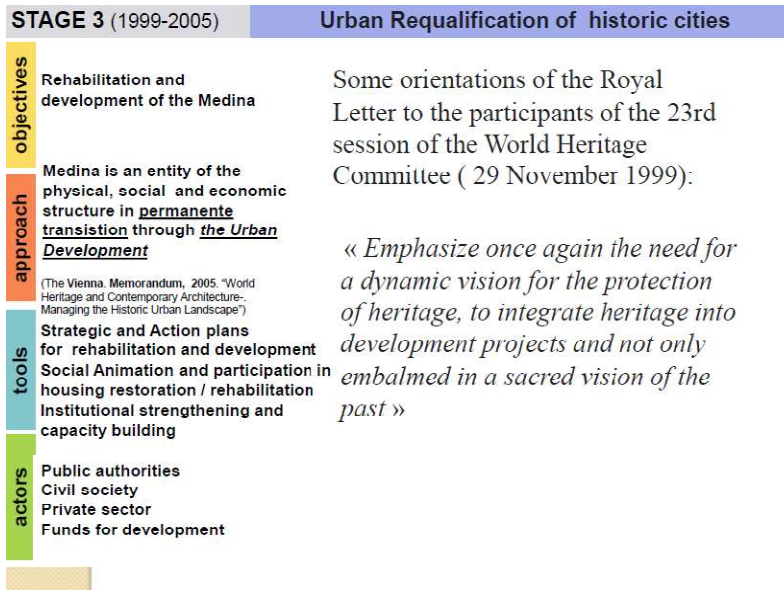 STAGE 3 (1999-2005)
Urban Requalification of historic cities
objectives
Rehabilitation and
development of the Medina
approach
Medina is an entity of the
physical, social and economic
structure in permanente
transistion through the Urban
Development
(The Vienna. Memorandum, 2005. “World
Heritage and Contemporary Architecture-.
Managing the Historic Urban Landscape”)
tools
Strategic and Action plans
for rehabilitation and development
Social Animation and participation in
housing restoration / rehabilitation
Institutional strengthening and
capacity building
actors
Public authorities
Civil society
Private sector
Funds for development
Some orientations of the Royal
Letter to the participants of the 23rd
session of the World Heritage
Committee ( 29 November 1999):
« Emphasize once again the need for
a dynamic vision for the protection
of heritage, to integrate heritage into
development projects and not only
embalmed in a sacred vision of the
past »